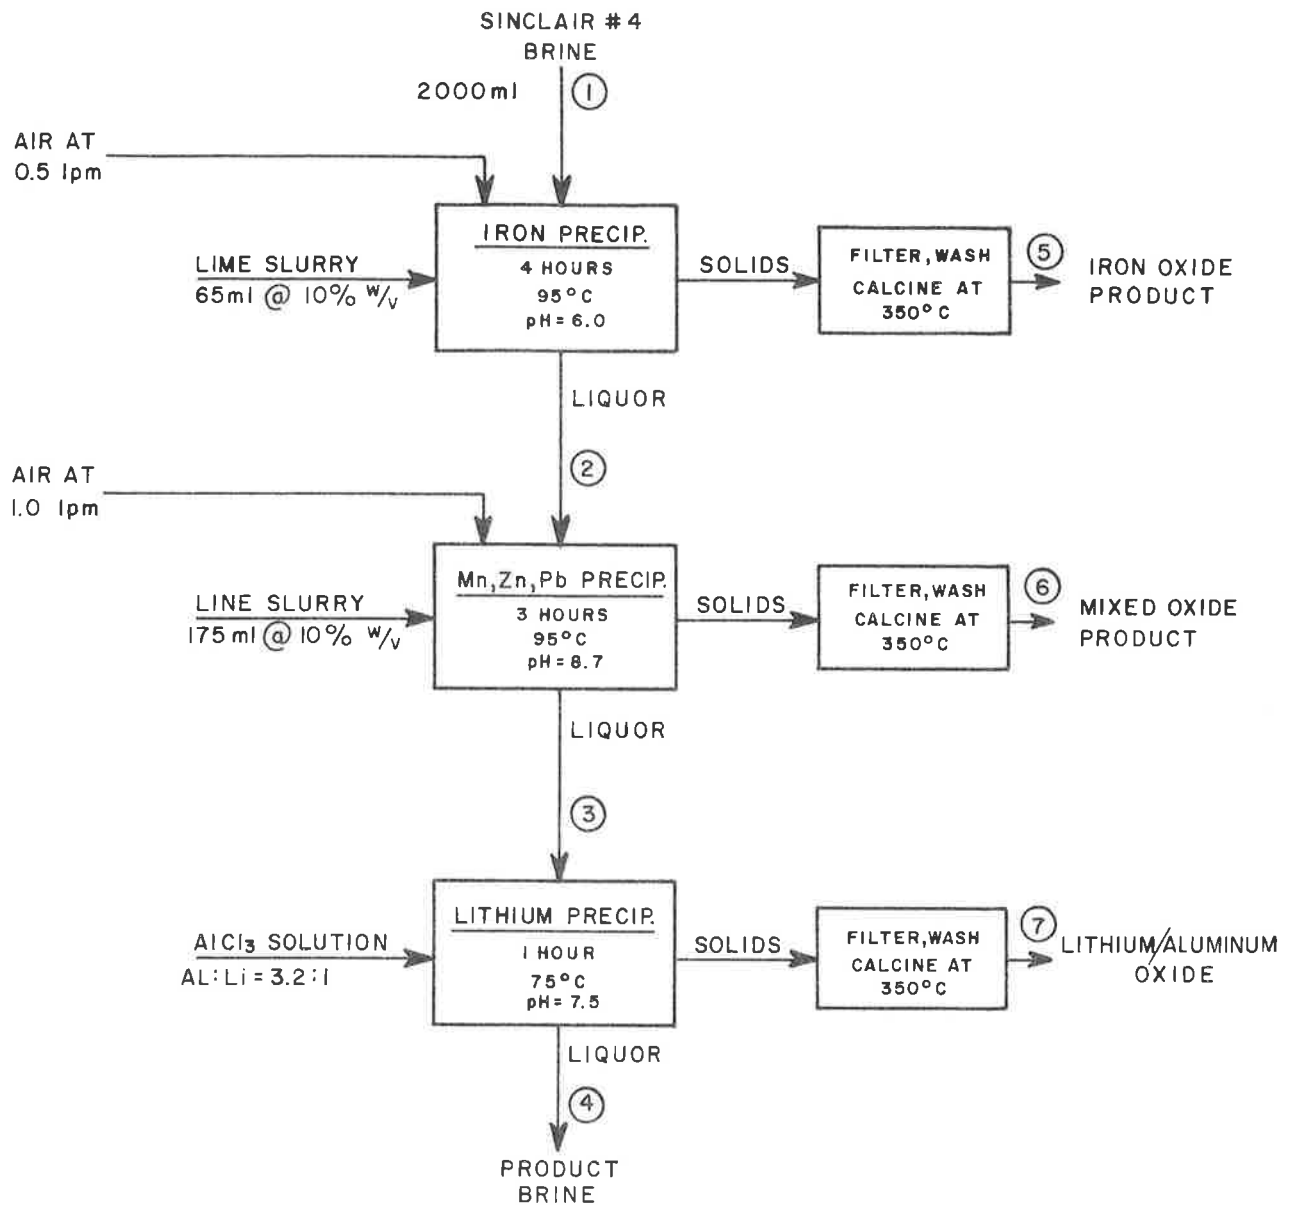 SINCLAIR #4
BRINE
2000ml
1
AIR AT
0.5 lpm
IRON PRECIP.
4 HOURS
95°C
pH=6.0
LIME SLURRY
65ml @ 10% w/v
SOLIDS
FILTER, WASH
CALCINE AT
350°C
5
IRON OXIDE
PRODUCT
LIQUOR
2
AIR AT
1.0 lpm
Mn,Zn,Pb PRECIP.
3 HOURS
95°C
pH=8.7
LINE SLURRY
175ml @ 10% w/v
SOLIDS
FILTER, WASH
CALCINE AT
350°C
6
MIXED OXIDE
PRODUCT
LIQUOR
3
LITHIUM PRECIP.
1 HOUR
75°C
pH=7.5
AlCl₃ SOLUTION
AL:Li=3.2:1
SOLIDS
FILTER, WASH
CALCINE AT
350°C
7
LITHIUM/ALUMINUM
OXIDE
LIQUOR
4
PRODUCT
BRINE